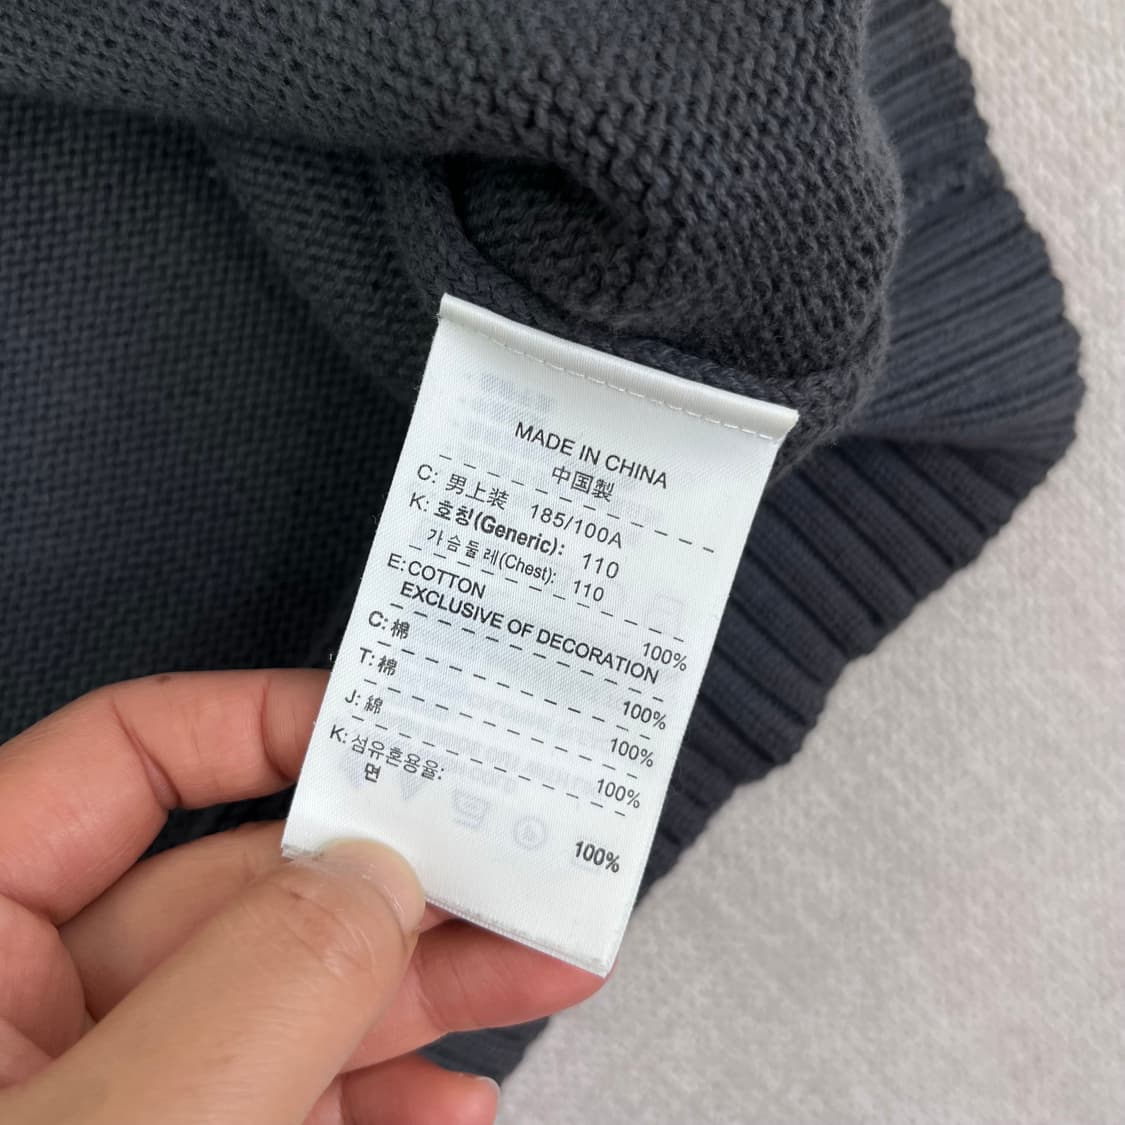 MADE IN CHINA
中国製
C: 男上装 185/100A
K: 호칭(Generic): 110
가슴둘레(Chest): 110
E: COTTON 100%
EXCLUSIVE OF DECORATION
C: 棉 100%
T: 棉 100%
J: 綿 100%
K: 섬유혼용율:
면 100%